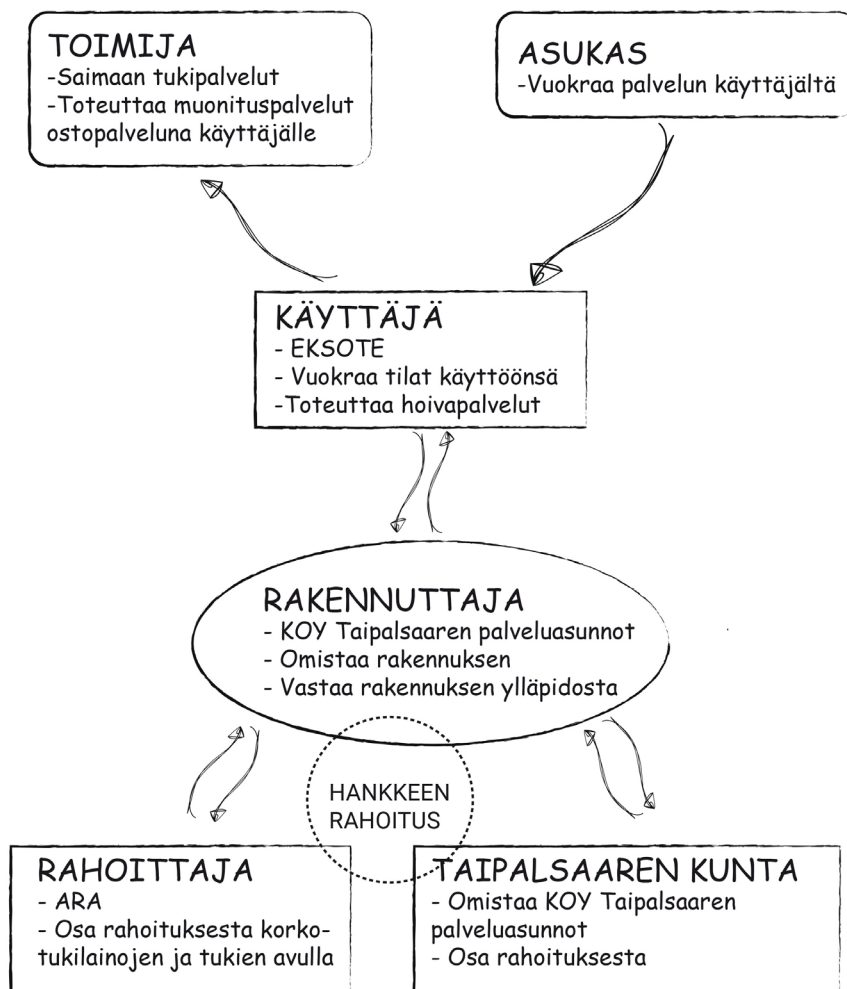 TOIMIJA
-Saimaan tukipalvelut
-Toteuttaa muonituspalvelut
ostopalveluna käyttäjälle
ASUKAS
-Vuokraa palvelun käyttäjältä
KÄYTTÄJÄ
- EKSOTE
- Vuokraa tilat käyttöönsä
-Toteuttaa hoivapalvelut
RAKENNUTTAJA
- KOY Taipalsaaren palveluasunnot
- Omistaa rakennuksen
- Vastaa rakennuksen ylläpidosta
HANKKEEN
RAHOITUS
RAHOITTAJA
- ARA
- Osa rahoituksesta korko-
tukilainojen ja tukien avulla
TAIPALSAAREN KUNTA
- Omistaa KOY Taipalsaaren
palveluasunnot
- Osa rahoituksesta